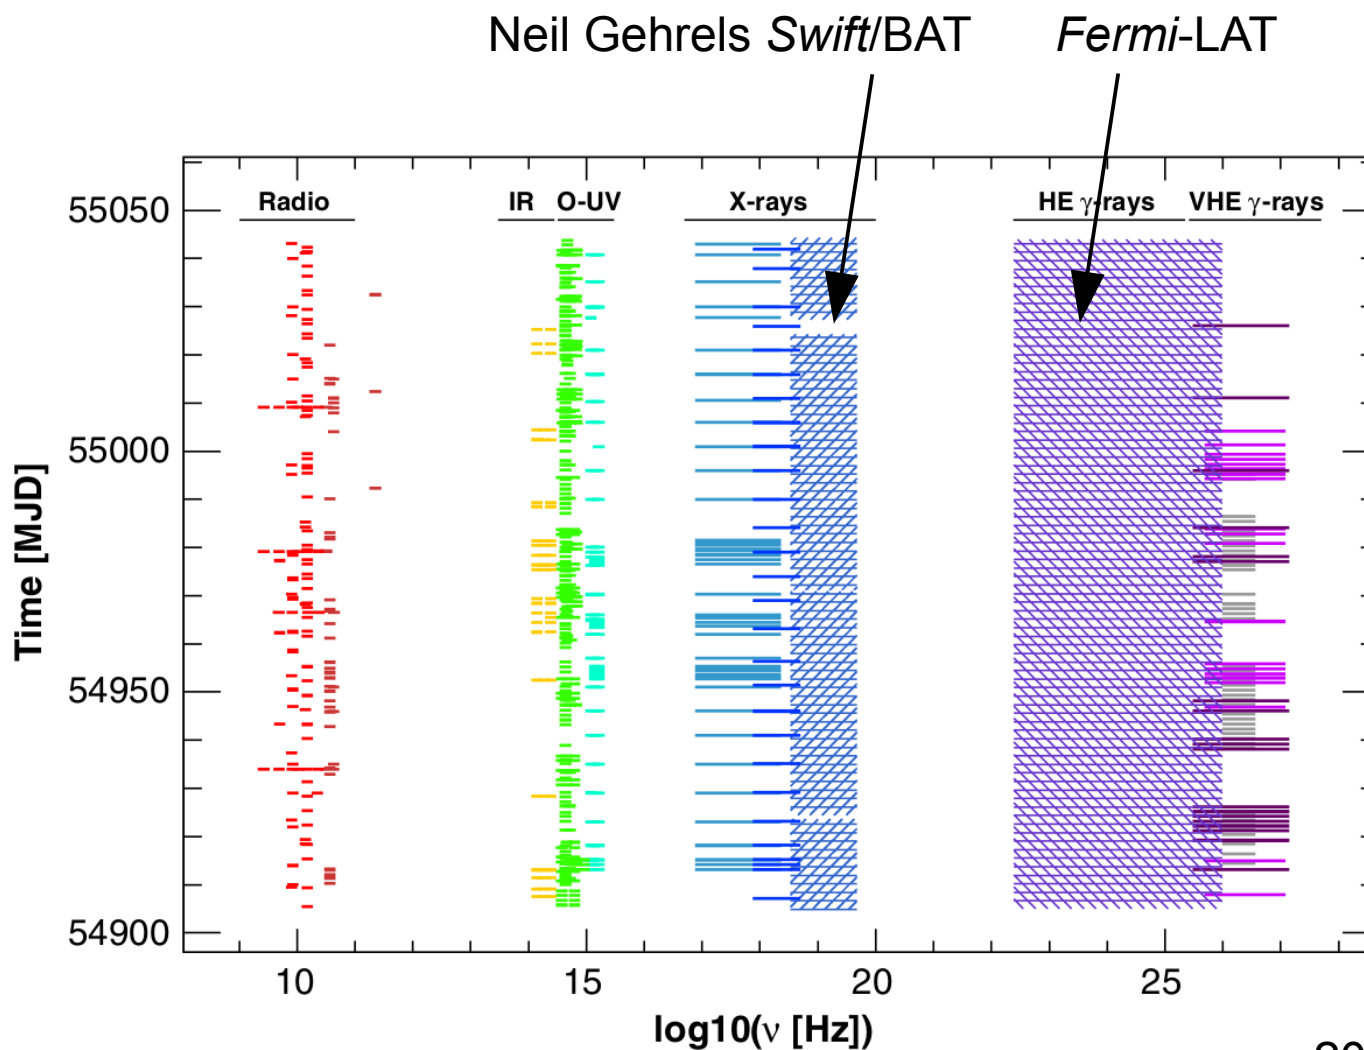 Neil Gehrels Swift/BAT Fermi-LAT
Radio IR O-UV X-rays HE γ-rays VHE γ-rays
55050
55000
54950
54900
Time [MJD]
10 15 20 25
log10(ν [Hz])